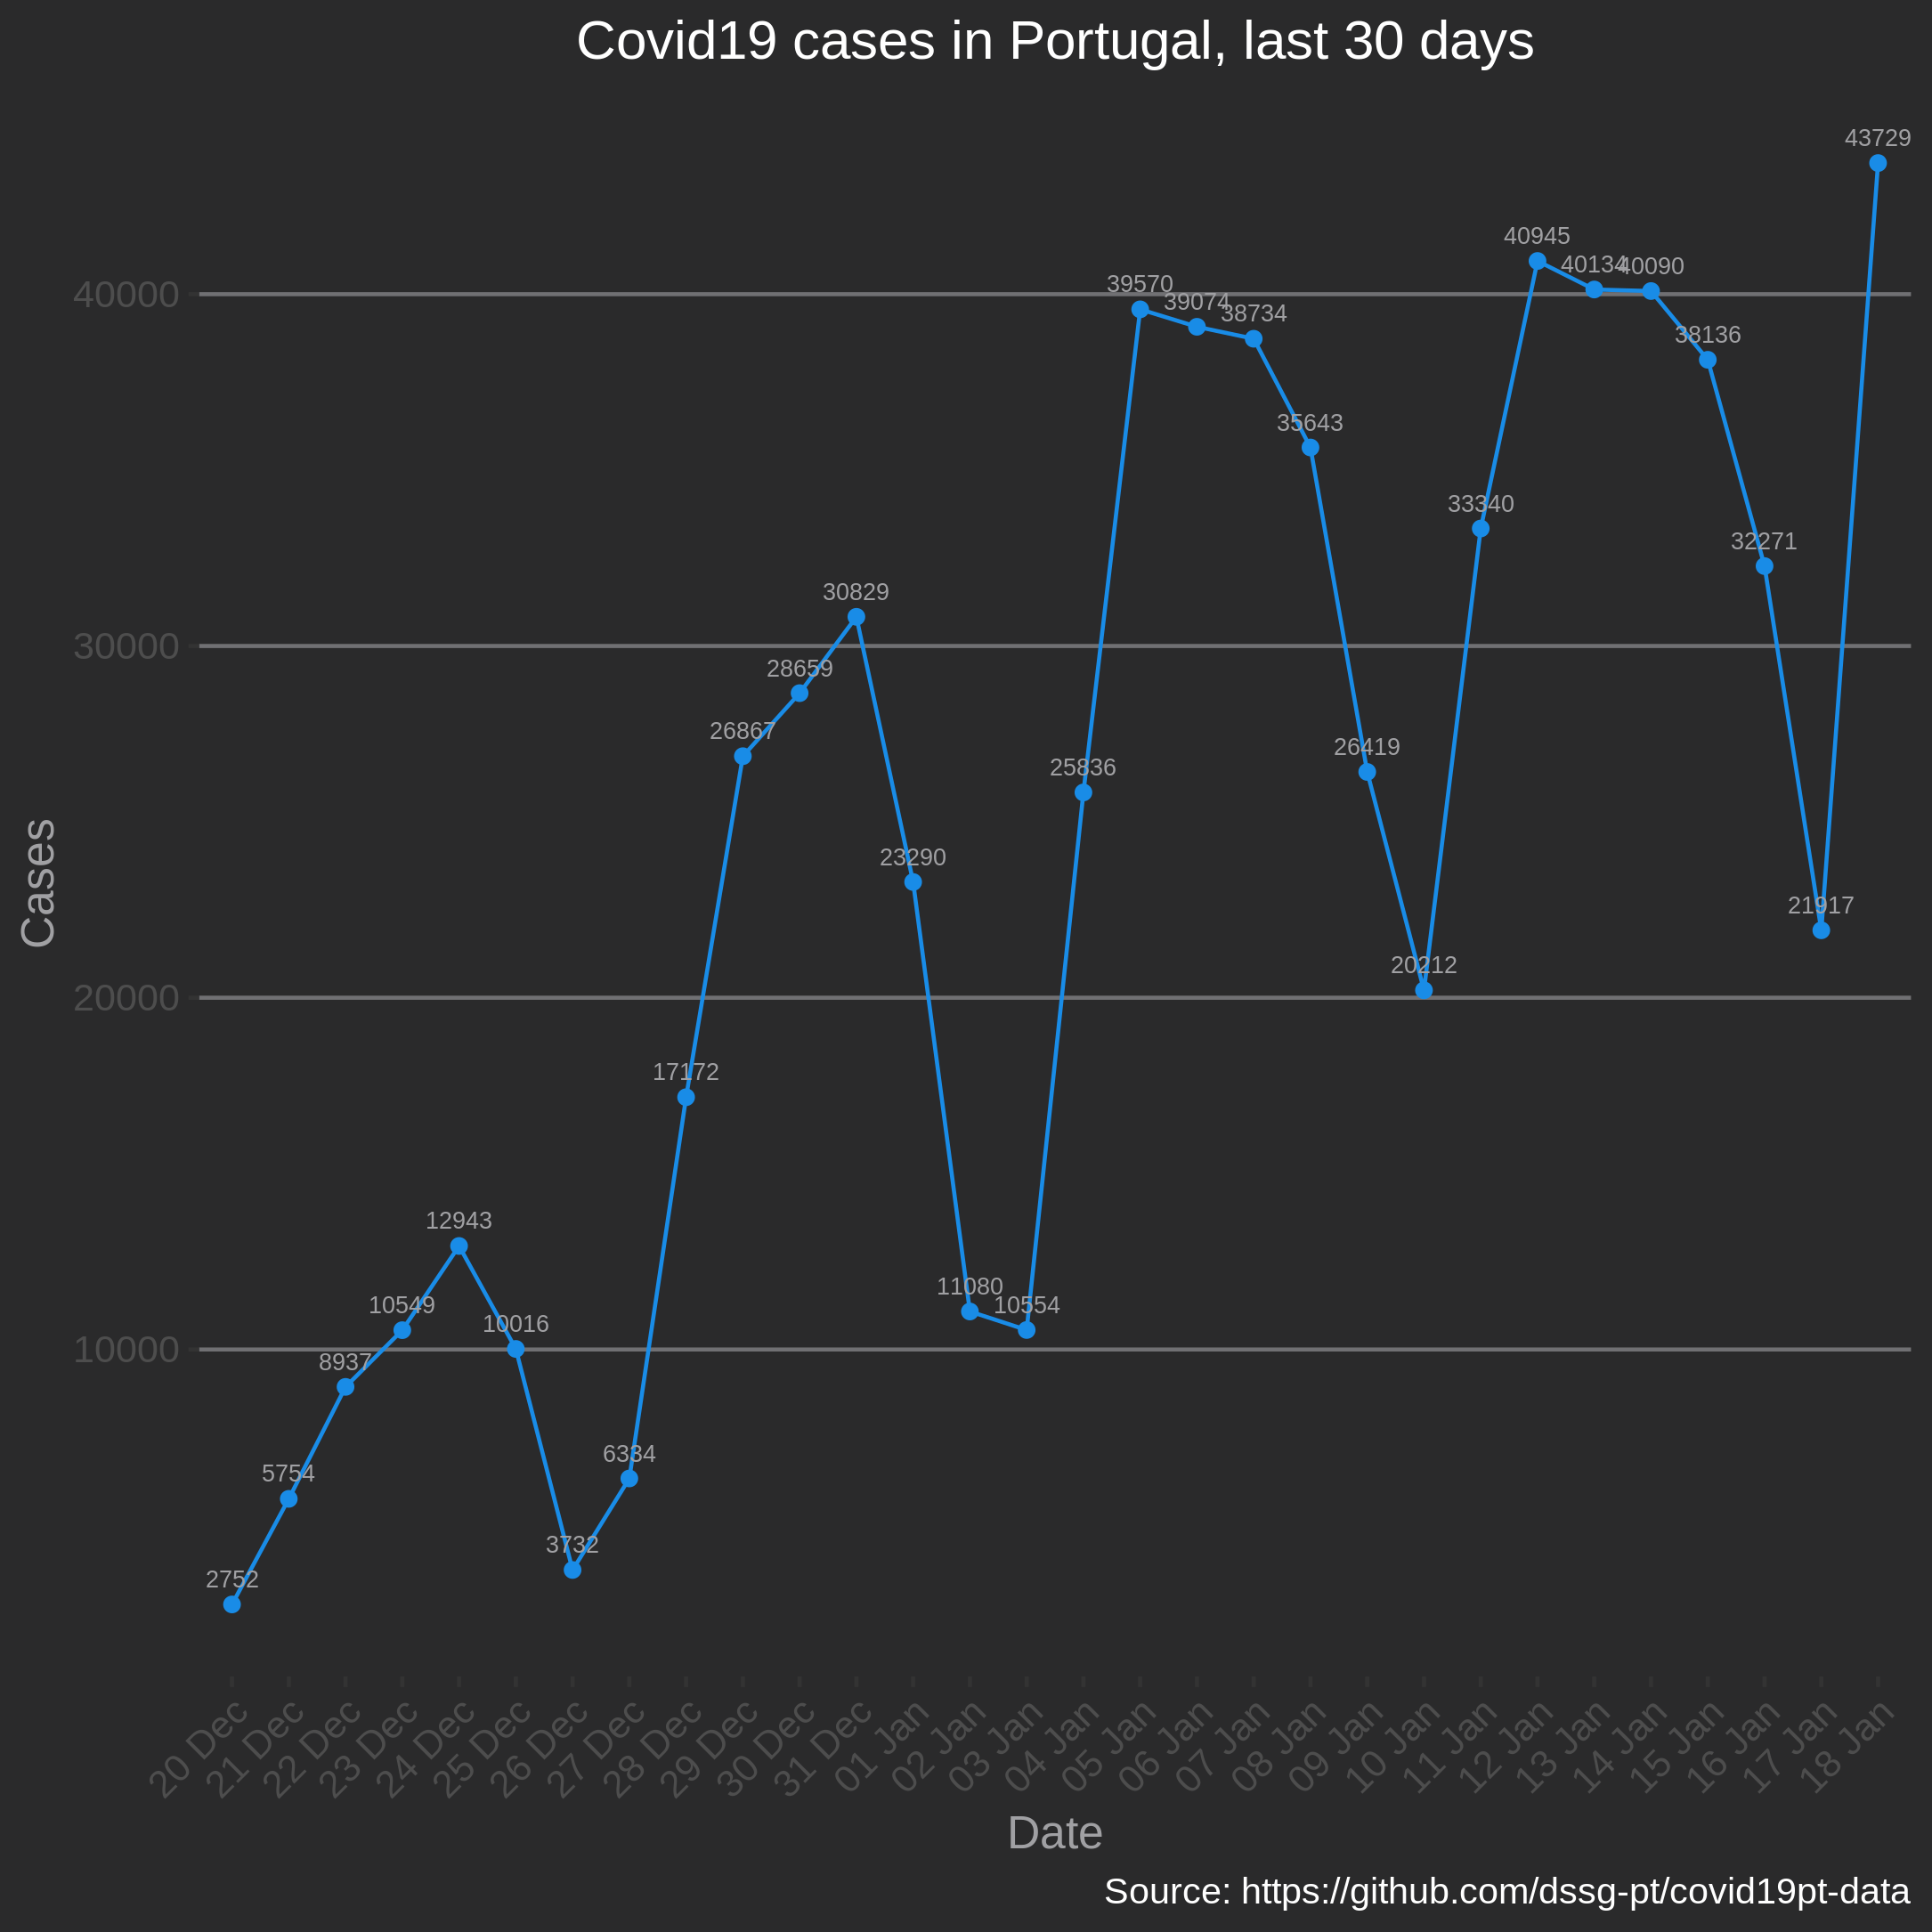 Covid19 cases in Portugal, last 30 days
43729
40945
40134
40090
40000
39570
39074
38734
38136
35643
33340
32271
30829
30000
28659
26867
26419
25836
23290
21917
20212
20000
17172
12943
11080
10554
10549
10016
10000
8937
6334
5754
3732
2752
Cases
20 Dec
21 Dec
22 Dec
23 Dec
24 Dec
25 Dec
26 Dec
27 Dec
28 Dec
29 Dec
30 Dec
31 Dec
01 Jan
02 Jan
03 Jan
04 Jan
05 Jan
06 Jan
07 Jan
08 Jan
09 Jan
10 Jan
11 Jan
12 Jan
13 Jan
14 Jan
15 Jan
16 Jan
17 Jan
18 Jan
Date
Source: https://github.com/dssg-pt/covid19pt-data